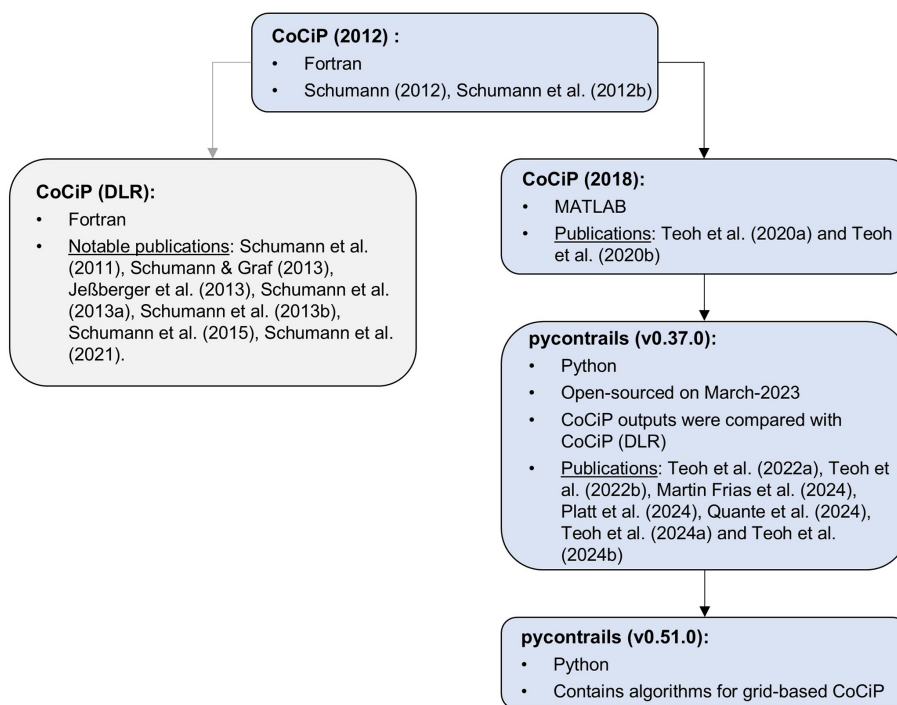 CoCiP (2012) :
• Fortran
• Schumann (2012), Schumann et al. (2012b)
CoCiP (DLR):
• Fortran
• Notable publications: Schumann et al.
(2011), Schumann & Graf (2013),
Jeßberger et al. (2013), Schumann et al.
(2013a), Schumann et al. (2013b),
Schumann et al. (2015), Schumann et al.
(2021).
CoCiP (2018):
• MATLAB
• Publications: Teoh et al. (2020a) and Teoh
et al. (2020b)
pycontrails (v0.37.0):
• Python
• Open-sourced on March-2023
• CoCiP outputs were compared with
CoCiP (DLR)
• Publications: Teoh et al. (2022a), Teoh et
al. (2022b), Martin Frias et al. (2024),
Platt et al. (2024), Quante et al. (2024),
Teoh et al. (2024a) and Teoh et al.
(2024b)
pycontrails (v0.51.0):
• Python
• Contains algorithms for grid-based CoCiP